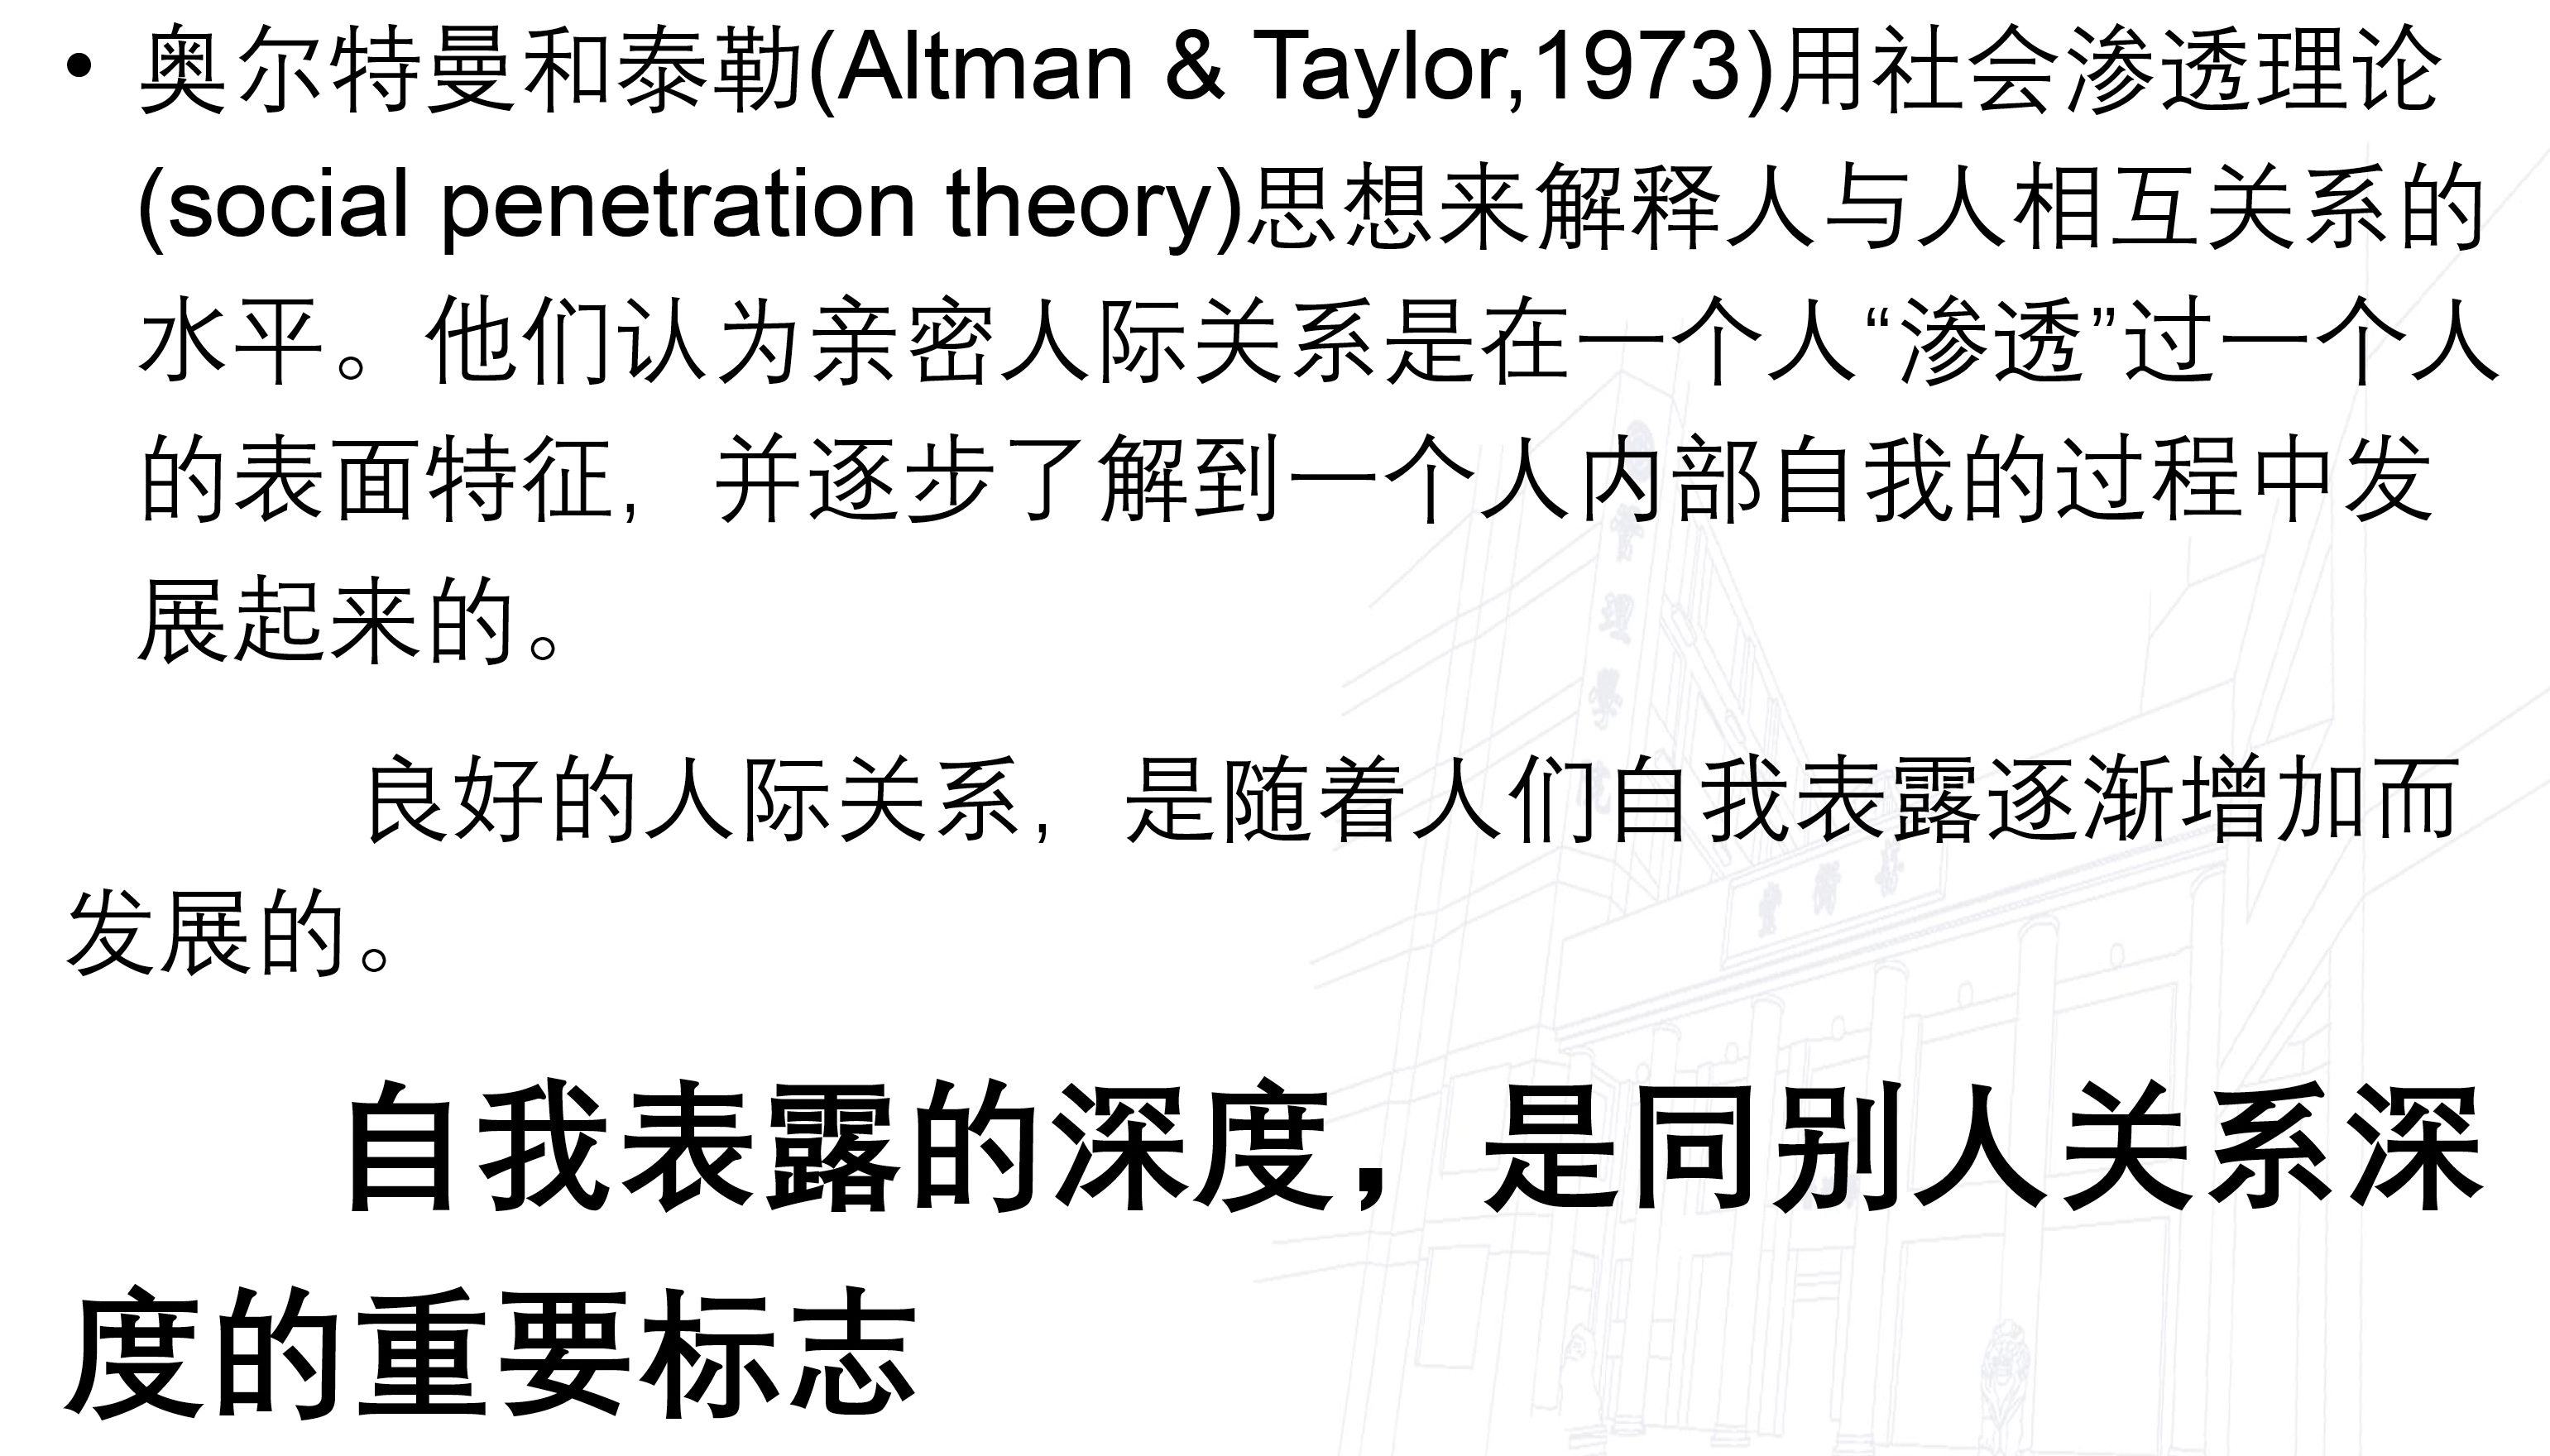 • 奥尔特曼和泰勒(Altman & Taylor,1973)用社会渗透理论
(social penetration theory)思想来解释人与人相互关系的
水平。他们认为亲密人际关系是在一个人“渗透”过一个人
的表面特征，并逐步了解到一个人内部自我的过程中发
展起来的。
良好的人际关系，是随着人们自我表露逐渐增加而
发展的。
自我表露的深度，是同别人关系深
度的重要标志
管理學院